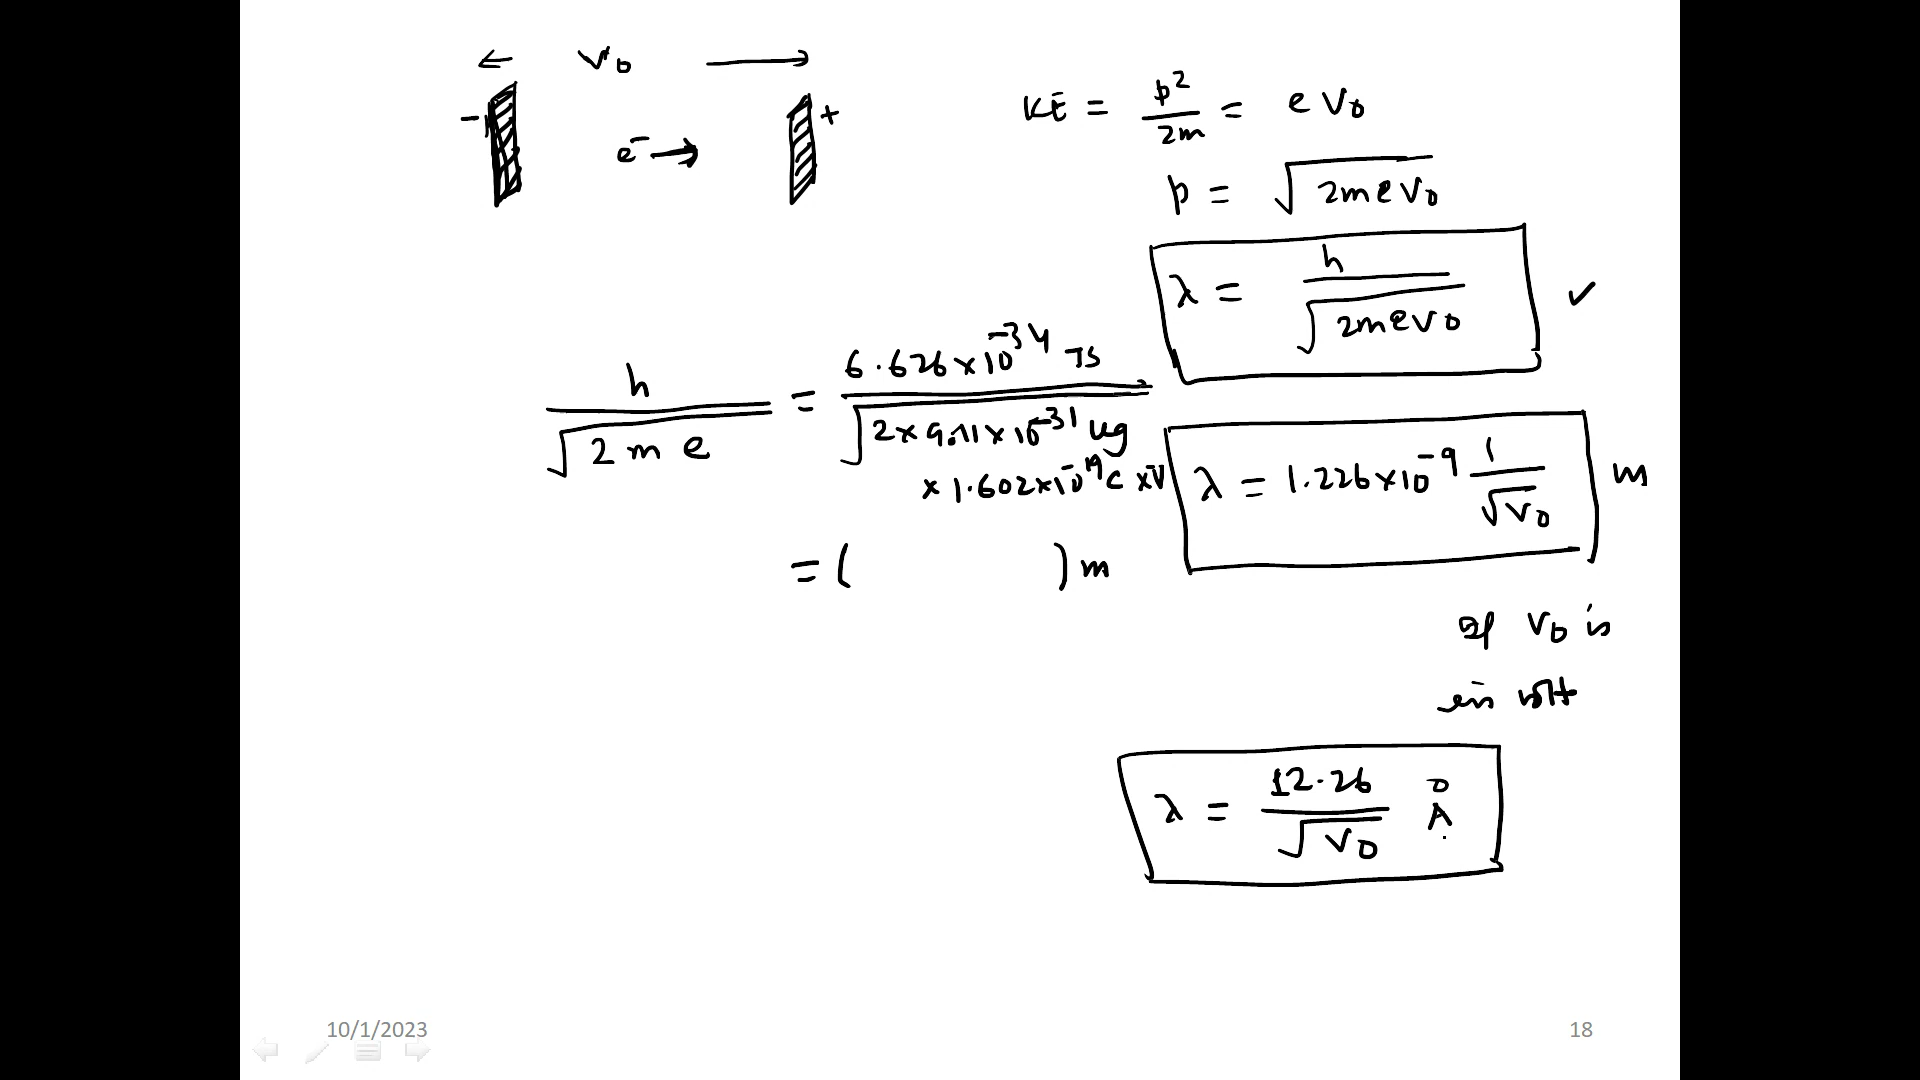 ← V₀ →
- +
e⁻ →
KE = p²/2m = eV₀
p = √(2meV₀)
λ = h/√(2meV₀) ✓
h/√(2me) = 6.626×10⁻³⁴ JS / √(2×9.11×10⁻³¹ kg
×1.602×10⁻¹⁹C ×V
= ( ) m
λ = 1.226×10⁻⁹ 1/√V₀ m
If V₀ is
in volt
λ = 12.26/√V₀ Å
10/1/2023
18